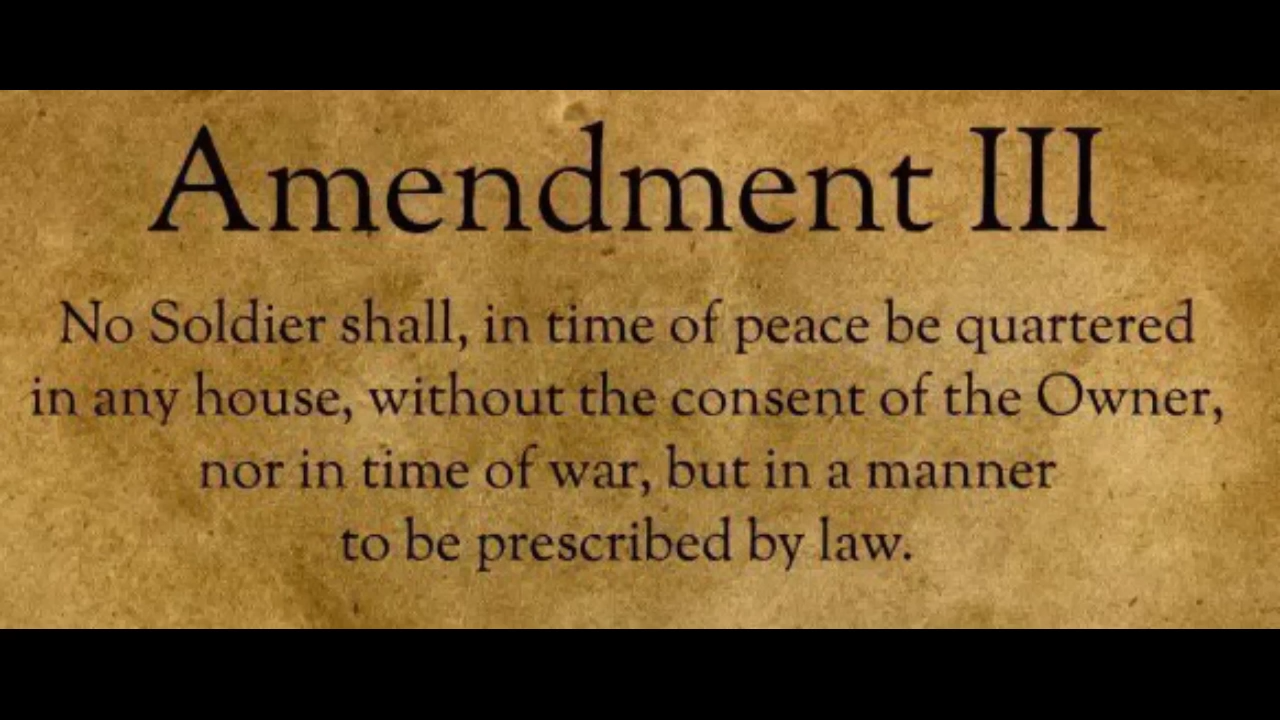 Amendment III
No Soldier shall, in time of peace be quartered
in any house, without the consent of the Owner,
nor in time of war, but in a manner
to be prescribed by law.